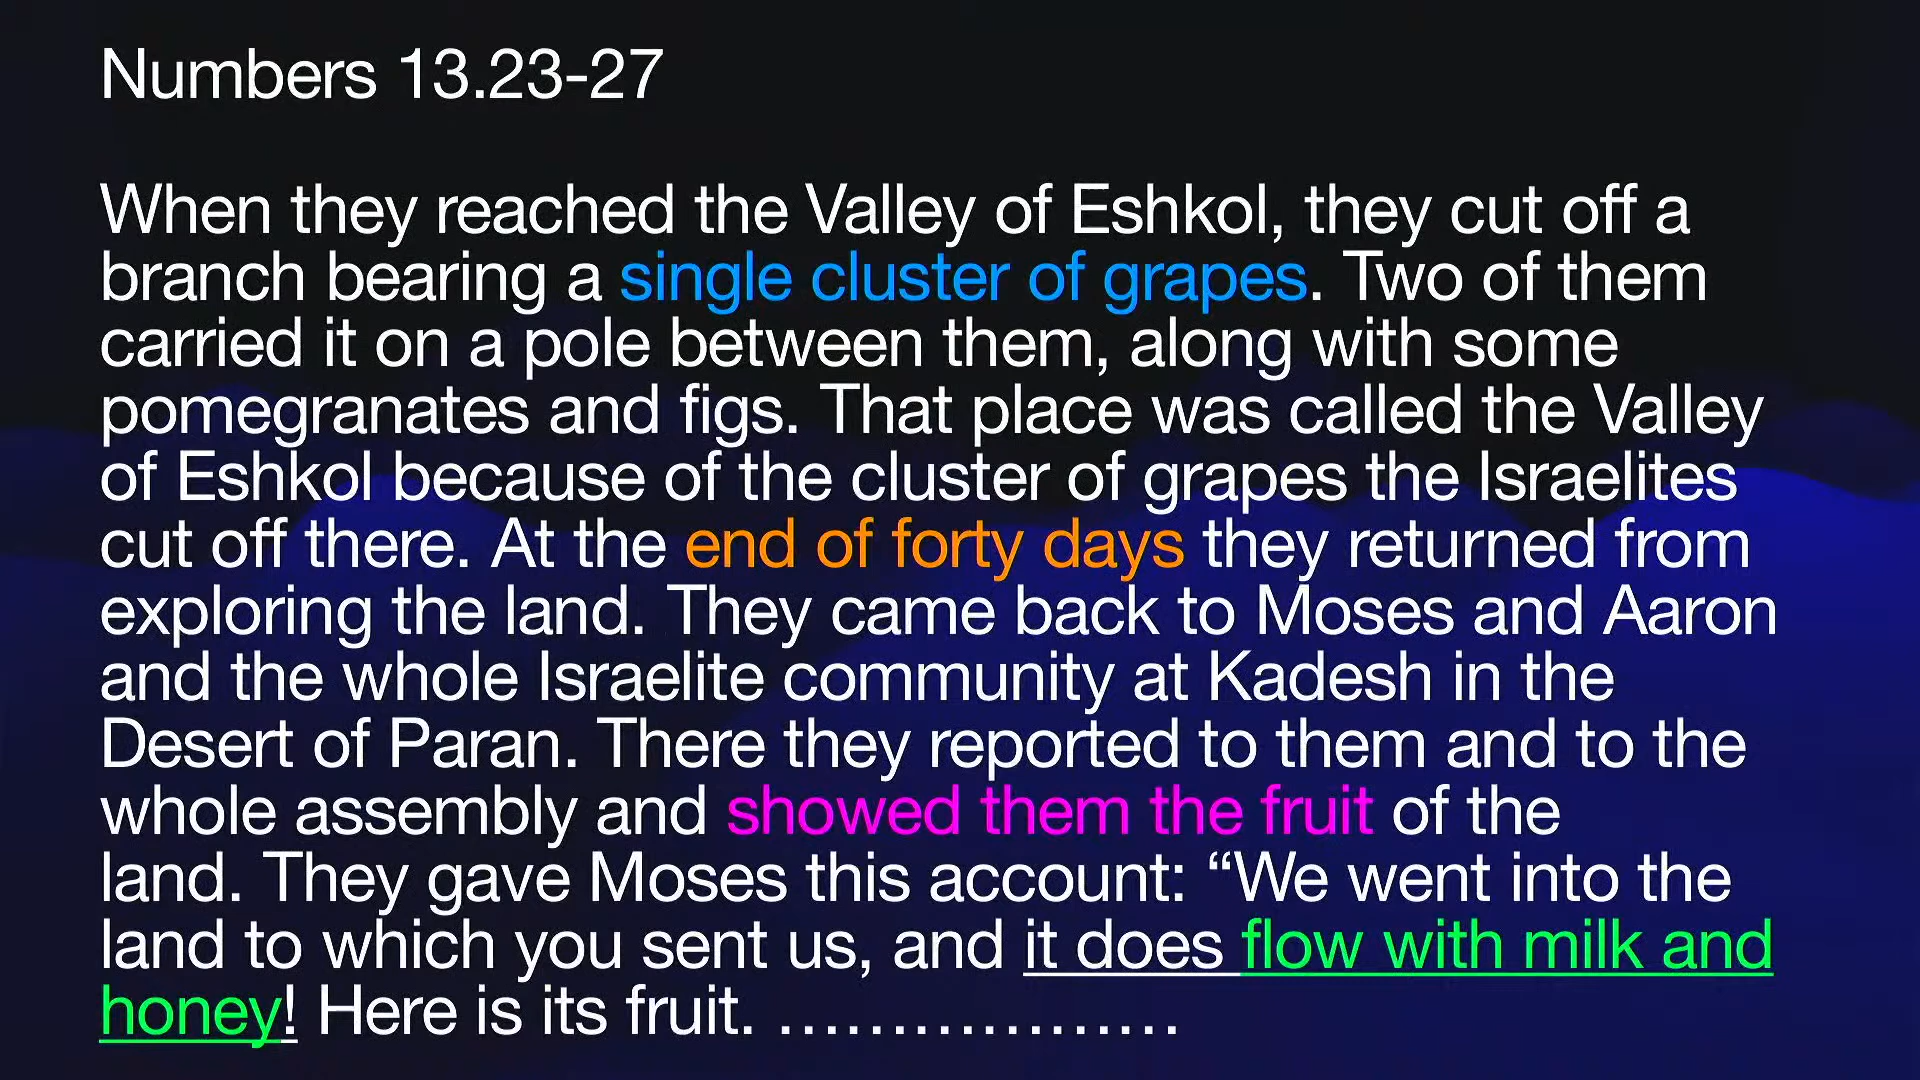 Numbers 13.23-27
When they reached the Valley of Eshkol, they cut off a
branch bearing a single cluster of grapes. Two of them
carried it on a pole between them, along with some
pomegranates and figs. That place was called the Valley
of Eshkol because of the cluster of grapes the Israelites
cut off there. At the end of forty days they returned from
exploring the land. They came back to Moses and Aaron
and the whole Israelite community at Kadesh in the
Desert of Paran. There they reported to them and to the
whole assembly and showed them the fruit of the
land. They gave Moses this account: “We went into the
land to which you sent us, and it does flow with milk and
honey! Here is its fruit. ………………